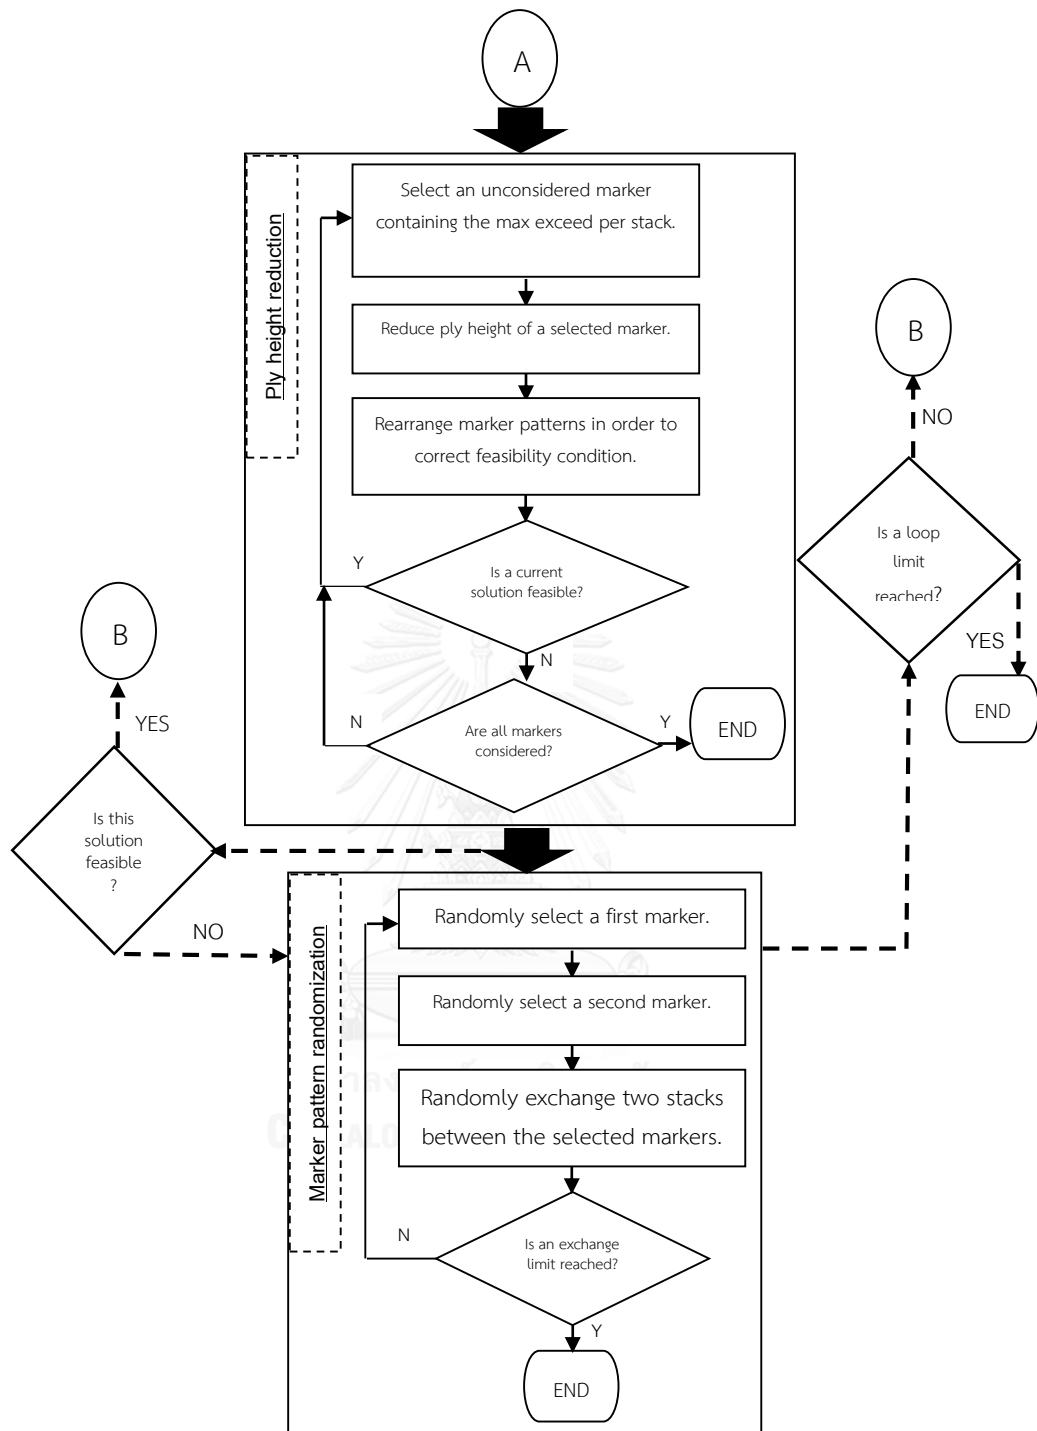 A
Ply height reduction
Select an unconsidered marker
containing the max exceed per stack.
Reduce ply height of a selected marker.
Rearrange marker patterns in order to
correct feasibility condition.
Y
Is a current
solution feasible?
N
N
Are all markers
considered?
Y
END
B
NO
Is a loop
limit
reached?
YES
END
B
YES
Is this
solution
feasible
?
NO
Marker pattern randomization
Randomly select a first marker.
Randomly select a second marker.
Randomly exchange two stacks
between the selected markers.
N
Is an exchange
limit reached?
Y
END